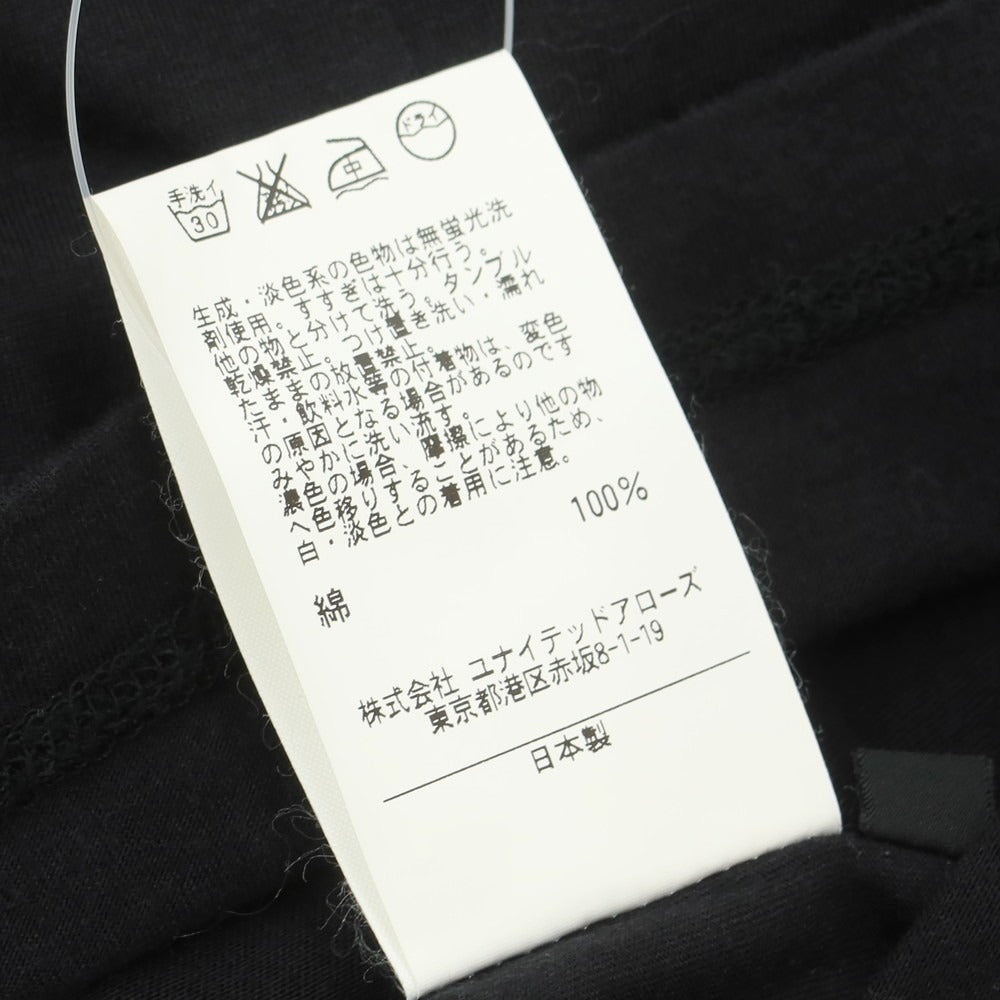 手洗イ
30
中
ドライ
生成・淡色系の色物は無蛍光洗
剤使用。すすぎは十分行う。
他の物と分けて洗う。タンブル
乾燥禁止。つけ置き洗い・濡れ
たままの放置禁止。
汗・飲料水等の付着物は、変色
の原因となる場合があるのです
みやかに洗い流す。
濃色の場合、摩擦により他の物
へ色移りすることがあるため、
白・淡色との着用に注意。
綿 100%
株式会社 ユナイテッドアローズ
東京都港区赤坂8-1-19
日本製